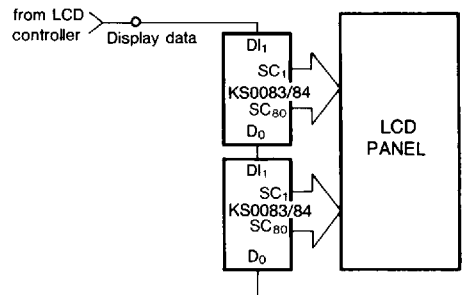 from LCD
controller
Display data
DI₁
SC₁
KS0083/84
SC₈₀
D₀
DI₁
SC₁
KS0083/84
SC₈₀
D₀
LCD
PANEL